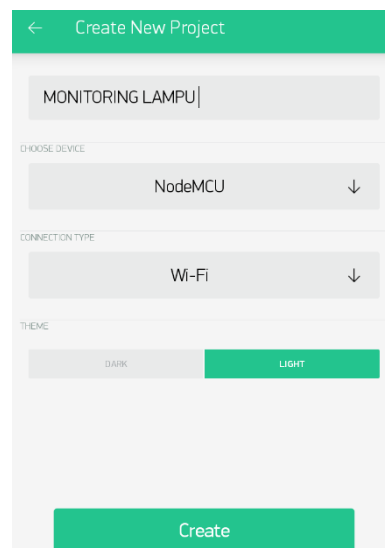 Create New Project
MONITORING LAMPU
CHOOSE DEVICE
NodeMCU
CONNECTION TYPE
Wi-Fi
THEME
DARK
LIGHT
Create